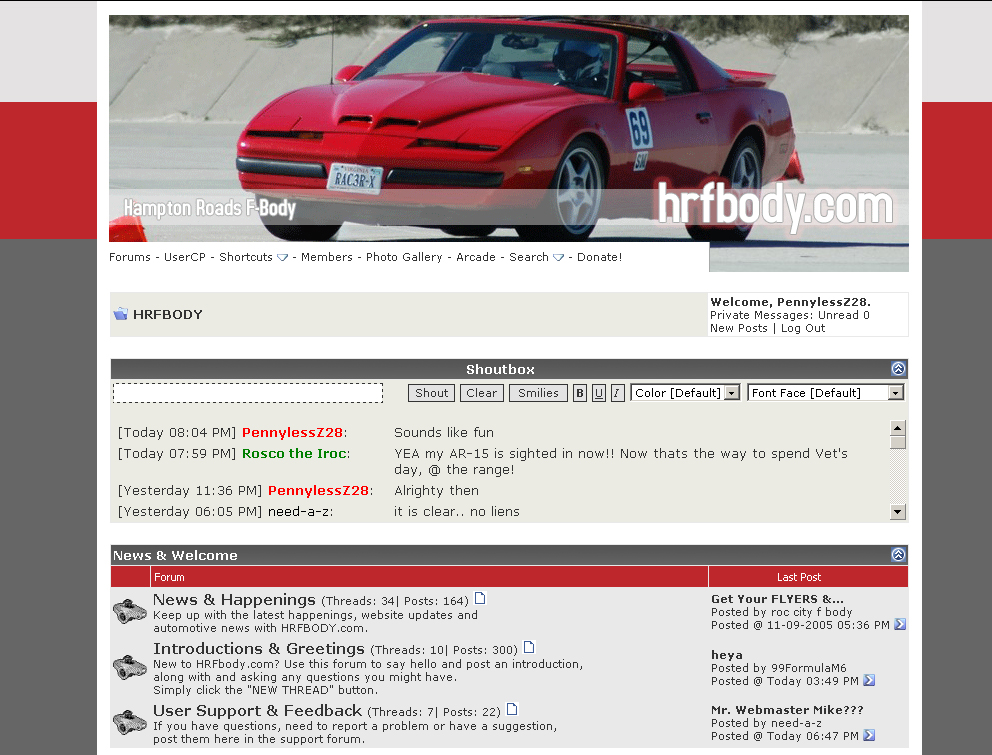 69
SM
VIRGINIA
RAC3R-X
Hampton Roads F-Body
hrfbody.com
Forums - UserCP - Shortcuts - Members - Photo Gallery - Arcade - Search - Donate!
HRFBODY
Welcome, PennylessZ28.
Private Messages: Unread 0
New Posts | Log Out
Shoutbox
Shout Clear Smilies B U I Color [Default] Font Face [Default]
[Today 08:04 PM] PennylessZ28: Sounds like fun
[Today 07:59 PM] Rosco the Iroc: YEA my AR-15 is sighted in now!! Now thats the way to spend Vet's
day, @ the range!
[Yesterday 11:36 PM] PennylessZ28: Alrighty then
[Yesterday 06:05 PM] need-a-z: it is clear.. no liens
News & Welcome
Forum Last Post
News & Happenings (Threads: 34| Posts: 164)
Keep up with the latest happenings, website updates and
automotive news with HRFBODY.com.
Get Your FLYERS &...
Posted by roc city f body
Posted @ 11-09-2005 05:36 PM
Introductions & Greetings (Threads: 10| Posts: 300)
New to HRFbody.com? Use this forum to say hello and post an introduction,
along with and asking any questions you might have.
Simply click the "NEW THREAD" button.
heya
Posted by 99FormulaM6
Posted @ Today 03:49 PM
User Support & Feedback (Threads: 7| Posts: 22)
If you have questions, need to report a problem or have a suggestion,
post them here in the support forum.
Mr. Webmaster Mike???
Posted by need-a-z
Posted @ Today 06:47 PM